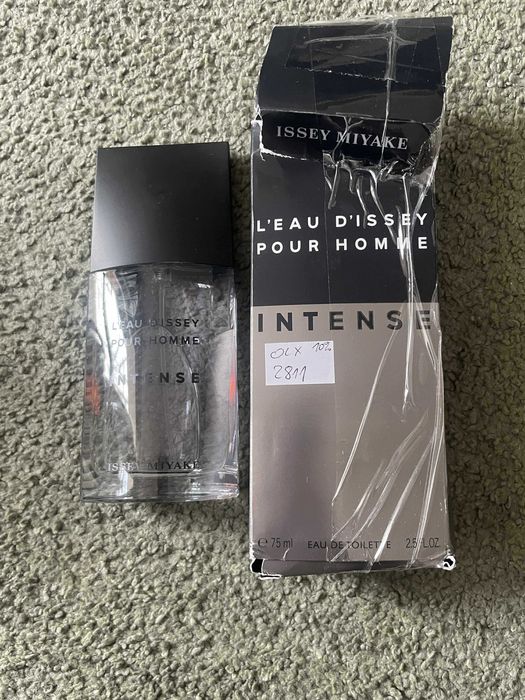 L'EAU D'ISSEY
POUR HOMME
INTENSE
ISSEY MIYAKE
ISSEY MIYAKE
L'EAU D'ISSEY
POUR HOMME
INTENSE
OLX 10%
2811
e 75 ml EAU DE TOILETTE 2.5 FL.OZ